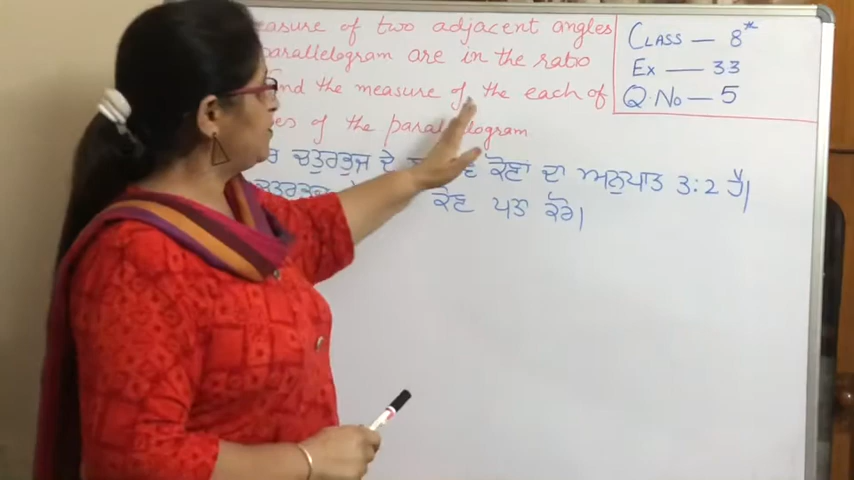 easure of two adjacent angles
parallelogram are in the ratio
ind the measure of the each of
es of the parallelogram.
ਚਤੁਰਭੁਜ ਦੇ ਕੋਣਾਂ ਦਾ ਅਨੁਪਾਤ 3:2 ਹੈ।
ਕੋਣ ਪਤਾ ਕਰੋ।
CLASS — 8*
Ex — 33
Q.No — 5